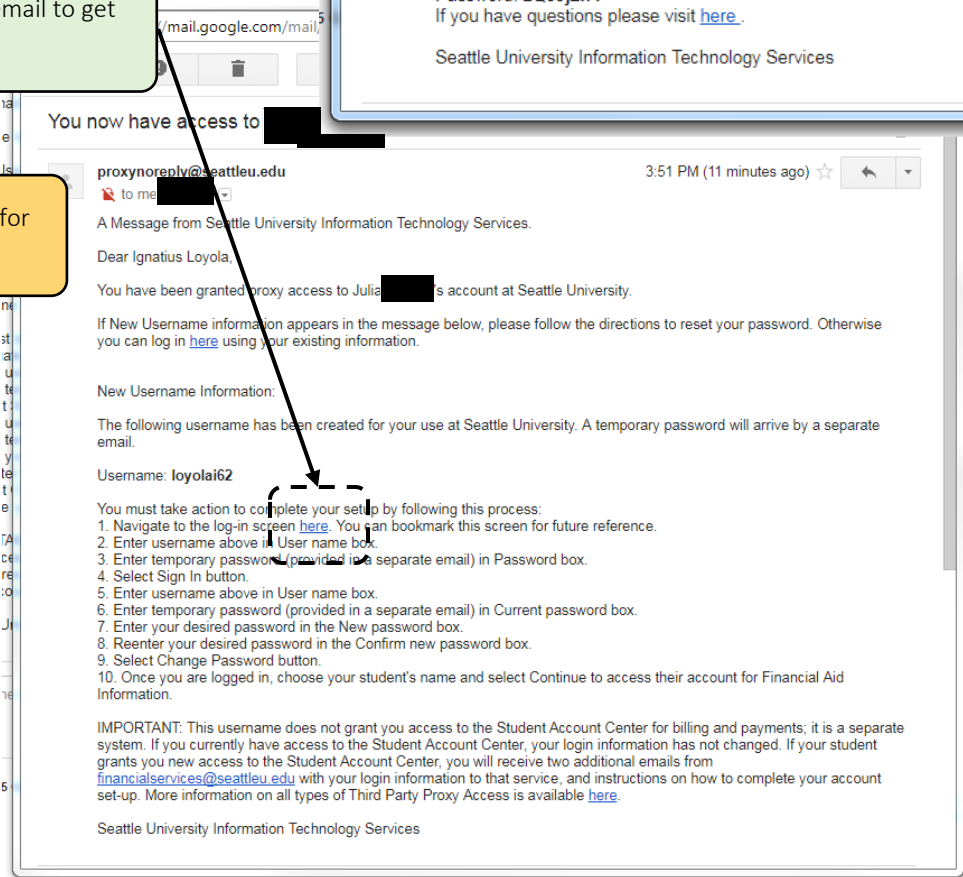 email to get
//mail.google.com/mail/
If you have questions please visit here .
Seattle University Information Technology Services
You now have access to
proxynoreply@seattleu.edu
3:51 PM (11 minutes ago)
to me
for
A Message from Seattle University Information Technology Services.
Dear Ignatius Loyola,
You have been granted proxy access to Julia 's account at Seattle University.
If New Username information appears in the message below, please follow the directions to reset your password. Otherwise
you can log in here using your existing information.
New Username Information:
The following username has been created for your use at Seattle University. A temporary password will arrive by a separate
email.
Username: loyolai62
You must take action to complete your setup by following this process:
1. Navigate to the log-in screen here. You can bookmark this screen for future reference.
2. Enter username above in User name box.
3. Enter temporary password (provided in a separate email) in Password box.
4. Select Sign In button.
5. Enter username above in User name box.
6. Enter temporary password (provided in a separate email) in Current password box.
7. Enter your desired password in the New password box.
8. Reenter your desired password in the Confirm new password box.
9. Select Change Password button.
10. Once you are logged in, choose your student's name and select Continue to access their account for Financial Aid
Information.
IMPORTANT: This username does not grant you access to the Student Account Center for billing and payments; it is a separate
system. If you currently have access to the Student Account Center, your login information has not changed. If your student
grants you new access to the Student Account Center, you will receive two additional emails from
financialservices@seattleu.edu with your login information to that service, and instructions on how to complete your account
set-up. More information on all types of Third Party Proxy Access is available here.
Seattle University Information Technology Services